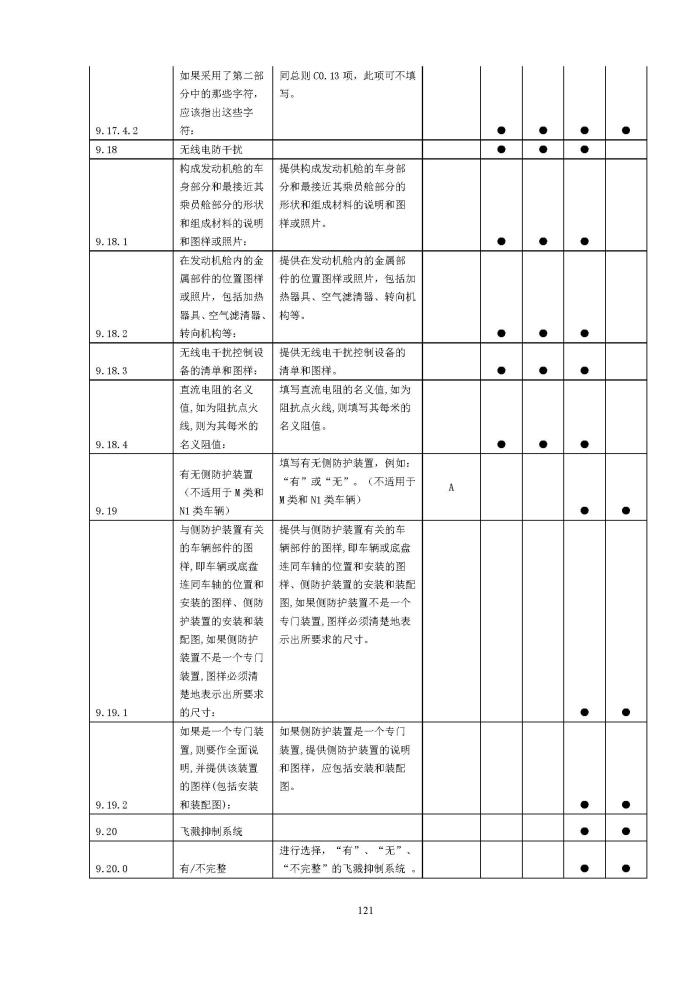 如果采用了第二部
分中的那些字符,
应该指出这些字
符:
同总则 C0.13 项, 此项可不填
写。
9.17.4.2
● ● ● ●
9.18
无线电防干扰
● ● ●
构成发动机舱的车
身部分和最接近其
乘员舱部分的形状
和组成材料的说明
和图样或照片:
提供构成发动机舱的车身部
分和最接近其乘员舱部分的
形状和组成材料的说明和图
样或照片。
9.18.1
● ● ●
在发动机舱内的金
属部件的位置图样
或照片, 包括加热
器具、空气滤清器、
转向机构等:
提供在发动机舱内的金属部
件的位置图样或照片, 包括加
热器具、空气滤清器、转向机
构等。
9.18.2
● ● ●
无线电干扰控制设
备的清单和图样:
提供无线电干扰控制设备的
清单和图样。
9.18.3
● ● ●
直流电阻的名义
值,如为阻抗点火
线,则为其每米的
名义阻值:
填写直流电阻的名义值,如为
阻抗点火线,则填写其每米的
名义阻值。
9.18.4
● ● ●
有无侧防护装置
（不适用于 M 类和
N1 类车辆）
填写有无侧防护装置, 例如:
“有”或“无”。（不适用于
M 类和 N1 类车辆）
A
9.19
● ●
与侧防护装置有关
的车辆部件的图
样,即车辆或底盘
连同车轴的位置和
安装的图样、侧防
护装置的安装和装
配图,如果侧防护
装置不是一个专门
装置,图样必须清
楚地表示出所要求
的尺寸:
提供与侧防护装置有关的车
辆部件的图样,即车辆或底盘
连同车轴的位置和安装的图
样、侧防护装置的安装和装配
图,如果侧防护装置不是一个
专门装置,图样必须清楚地表
示出所要求的尺寸。
9.19.1
● ●
如果是一个专门装
置,则要作全面说
明,并提供该装置
的图样(包括安装
和装配图):
如果侧防护装置是一个专门
装置,提供侧防护装置的说明
和图样, 应包括安装和装配
图。
9.19.2
● ●
9.20
飞溅抑制系统
● ●
进行选择, “有”、“无”、
“不完整”的飞溅抑制系统 。
9.20.0
有/不完整
● ●
121